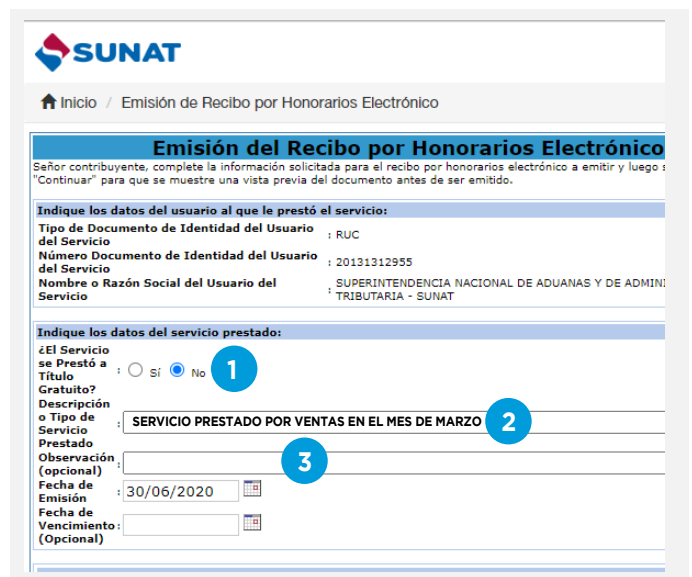 SUNAT
Inicio / Emisión de Recibo por Honorarios Electrónico
Emisión del Recibo por Honorarios Electrónico
Señor contribuyente, complete la información solicitada para el recibo por honorarios electrónico a emitir y luego s
"Continuar" para que se muestre una vista previa del documento antes de ser emitido.
Indique los datos del usuario al que le prestó el servicio:
Tipo de Documento de Identidad del Usuario
del Servicio
: RUC
Número Documento de Identidad del Usuario
del Servicio
: 20131312955
Nombre o Razón Social del Usuario del
Servicio
: SUPERINTENDENCIA NACIONAL DE ADUANAS Y DE ADMINI
TRIBUTARIA - SUNAT
Indique los datos del servicio prestado:
¿El Servicio
se Prestó a
Título
Gratuito?
: Sí No
1
Descripción
o Tipo de
Servicio
Prestado
: SERVICIO PRESTADO POR VENTAS EN EL MES DE MARZO
2
Observación
(opcional)
:
3
Fecha de
Emisión
: 30/06/2020
Fecha de
Vencimiento
(Opcional)
: